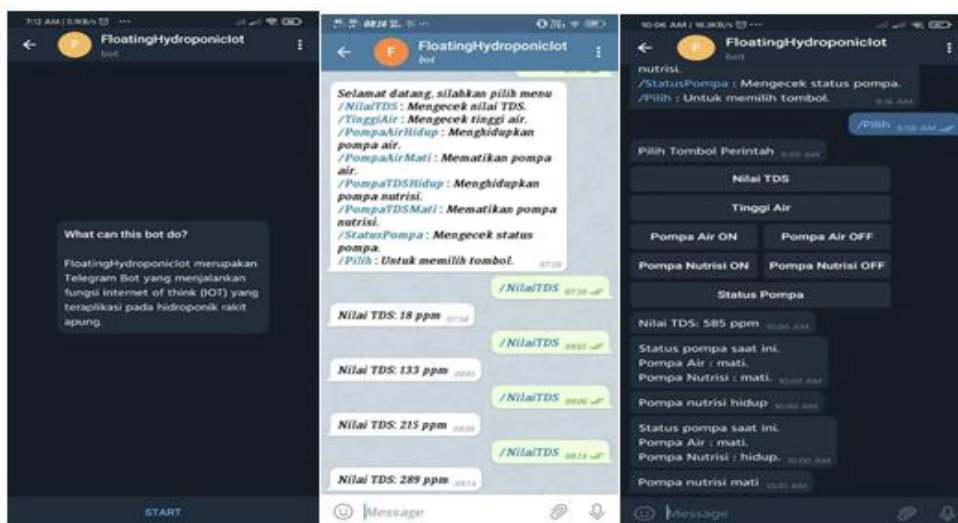 7:12 AM
FloatingHydroponicIot
bot
What can this bot do?
FloatingHydroponicIot merupakan
Telegram Bot yang menjalankan
fungsi internet of think (IOT) yang
teraplikasi pada hidroponik rakit
apung.
START
FloatingHydroponicIot
bot
Selamat datang, silahkan pilih menu
/NilaiTDS : Mengecek nilai TDS.
/TinggiAir : Mengecek tinggi air.
/PompaAirHidup : Menghidupkan
pompa air.
/PompaAirMati : Mematikan pompa
air.
/PompaTDSHidup : Menghidupkan
pompa nutrisi.
/PompaTDSMati : Mematikan pompa
nutrisi.
/StatusPompa : Mengecek status
pompa.
/Pilih : Untuk memilih tombol.
/NilaiTDS
Nilai TDS: 18 ppm
/NilaiTDS
Nilai TDS: 133 ppm
/NilaiTDS
Nilai TDS: 215 ppm
/NilaiTDS
Nilai TDS: 289 ppm
Message
10:06 AM
FloatingHydroponicIot
bot
nutrisi.
/StatusPompa : Mengecek status pompa.
/Pilih : Untuk memilih tombol.
/Pilih
Pilih Tombol Perintah
Nilai TDS
Tinggi Air
Pompa Air ON Pompa Air OFF
Pompa Nutrisi ON Pompa Nutrisi OFF
Status Pompa
Nilai TDS: 585 ppm
Status pompa saat ini.
Pompa Air : mati.
Pompa Nutrisi : mati.
Pompa nutrisi hidup
Status pompa saat ini.
Pompa Air : mati.
Pompa Nutrisi : hidup.
Pompa nutrisi mati
Message